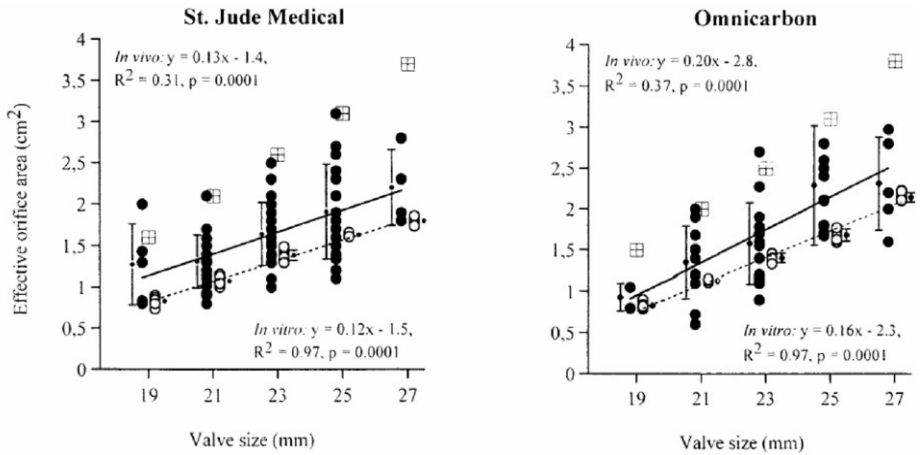 St. Jude Medical
Effective orifice area (cm²)
4
3,5
3
2,5
2
1,5
1
0,5
0
In vivo: y = 0.13x - 1.4,
R² = 0.31, p = 0.0001
In vitro: y = 0.12x - 1.5,
R² = 0.97, p = 0.0001
19 21 23 25 27
Valve size (mm)
Omnicarbon
4
3,5
3
2,5
2
1,5
1
0,5
0
In vivo: y = 0.20x - 2.8,
R² = 0.37, p = 0.0001
In vitro: y = 0.16x - 2.3,
R² = 0.97, p = 0.0001
19 21 23 25 27
Valve size (mm)